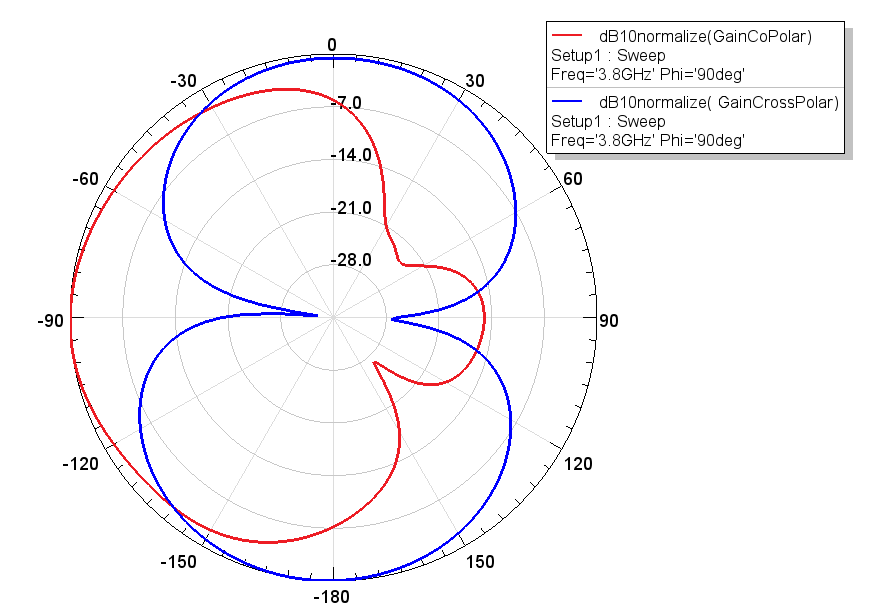 dB10normalize(GainCoPolar)
Setup1 : Sweep
Freq='3.8GHz' Phi='90deg'
dB10normalize( GainCrossPolar)
Setup1 : Sweep
Freq='3.8GHz' Phi='90deg'
0
-30
30
-7.0
-14.0
-60
60
-21.0
-28.0
-90
90
-120
120
-150
150
-180